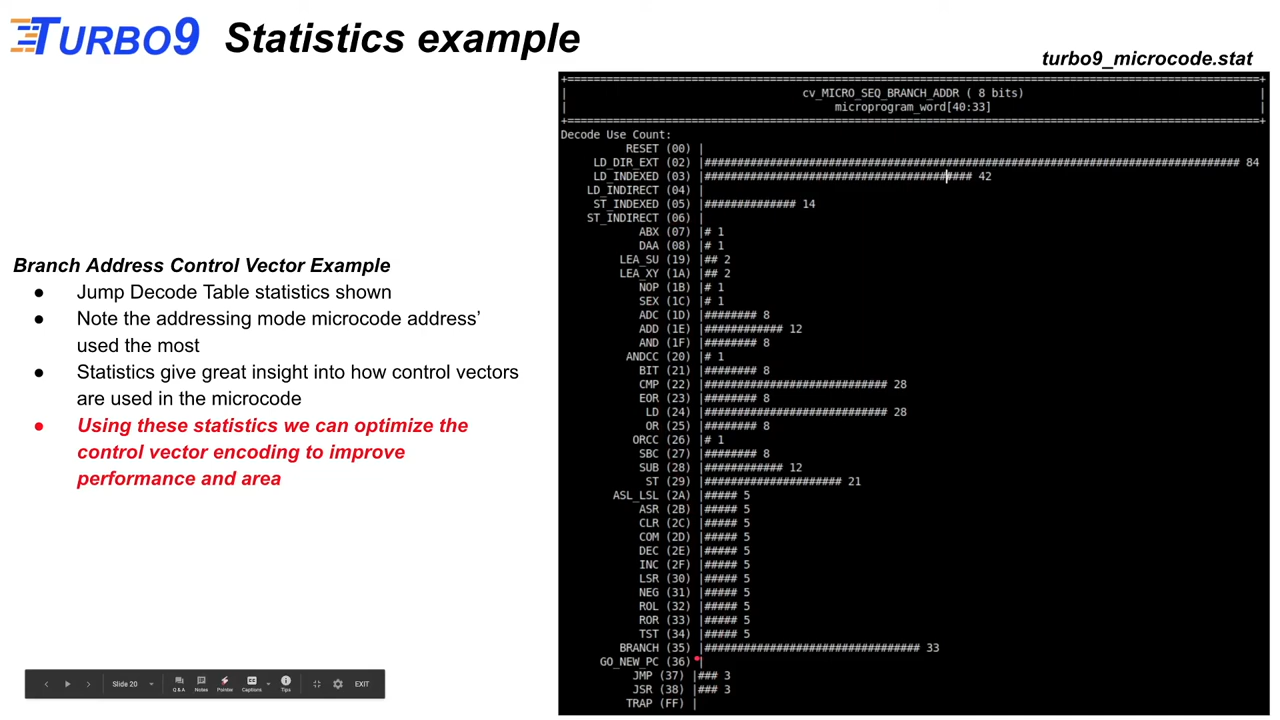 TURBO9 Statistics example
turbo9_microcode.stat
+====================================================================================+
| cv_MICRO_SEQ_BRANCH_ADDR ( 8 bits) |
| microprogram_word[40:33] |
+====================================================================================+
Decode Use Count:
RESET (00) |
LD_DIR_EXT (02) |#################################################################################### 84
LD_INDEXED (03) |########################################## 42
LD_INDIRECT (04) |
ST_INDEXED (05) |############## 14
ST_INDIRECT (06) |
ABX (07) |# 1
DAA (08) |# 1
LEA_SU (19) |## 2
LEA_XY (1A) |## 2
NOP (1B) |# 1
SEX (1C) |# 1
ADC (1D) |######## 8
ADD (1E) |############ 12
AND (1F) |######## 8
ANDCC (20) |# 1
BIT (21) |######## 8
CMP (22) |############################ 28
EOR (23) |######## 8
LD (24) |############################ 28
OR (25) |######## 8
ORCC (26) |# 1
SBC (27) |######## 8
SUB (28) |############ 12
ST (29) |##################### 21
ASL_LSL (2A) |##### 5
ASR (2B) |##### 5
CLR (2C) |##### 5
COM (2D) |##### 5
DEC (2E) |##### 5
INC (2F) |##### 5
LSR (30) |##### 5
NEG (31) |##### 5
ROL (32) |##### 5
ROR (33) |##### 5
TST (34) |##### 5
BRANCH (35) |################################# 33
GO_NEW_PC (36) |
JMP (37) |### 3
JSR (38) |### 3
TRAP (FF) |
Branch Address Control Vector Example
● Jump Decode Table statistics shown
● Note the addressing mode microcode address’
used the most
● Statistics give great insight into how control vectors
are used in the microcode
● Using these statistics we can optimize the
control vector encoding to improve
performance and area
Slide 20
Q & A Notes Pointer Captions Tips EXIT